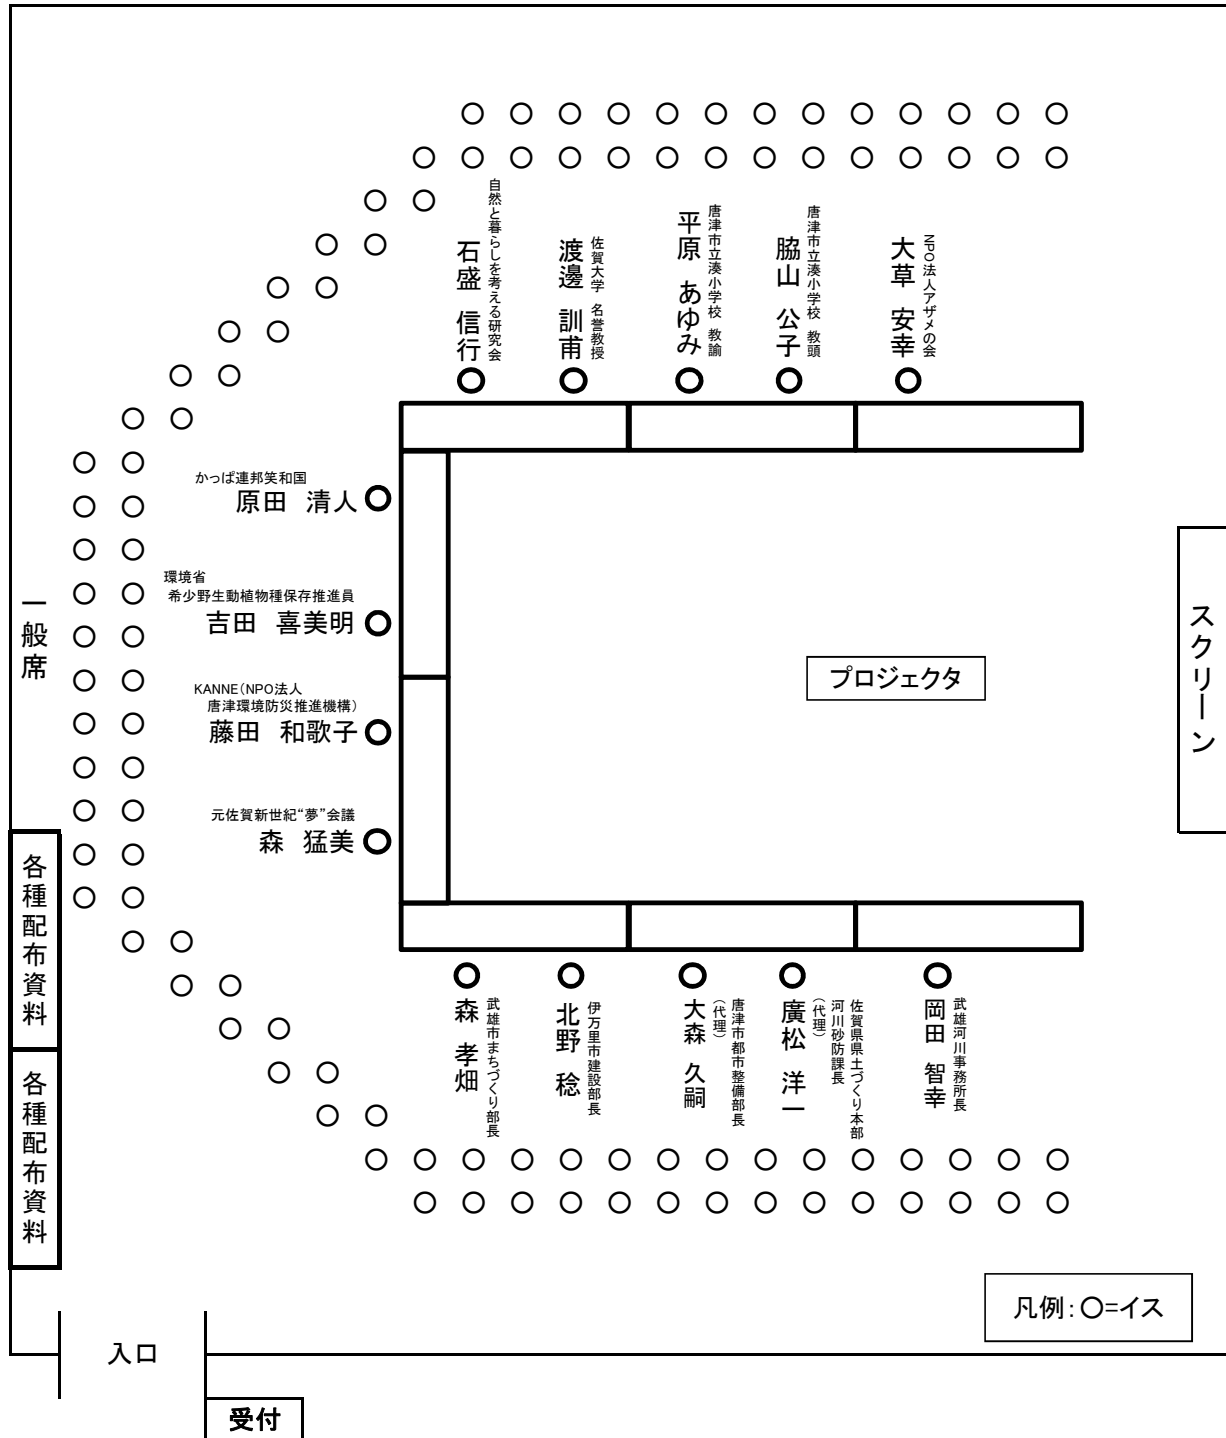 自然と暮らしを考える研究会
石盛 信行
佐賀大学 名誉教授
渡邊 訓甫
唐津市立湊小学校 教諭
平原 あゆみ
唐津市立湊小学校 教頭
脇山 公子
NPO法人アザメの会
大草 安幸
かっぱ連邦笑和国
原田 清人
環境省
希少野生動植物種保存推進員
吉田 喜美明
KANNE(NPO法人
唐津環境防災推進機構)
藤田 和歌子
元佐賀新世紀“夢”会議
森 猛美
一般席
プロジェクタ
スクリーン
各種配布資料
各種配布資料
武雄市まちづくり部長
森 孝畑
伊万里市建設部長
北野 稔
唐津市都市整備部長
(代理)
大森 久嗣
佐賀県県土づくり本部
河川砂防課長
(代理)
廣松 洋一
武雄河川事務所長
岡田 智幸
凡例:○=イス
入口
受付